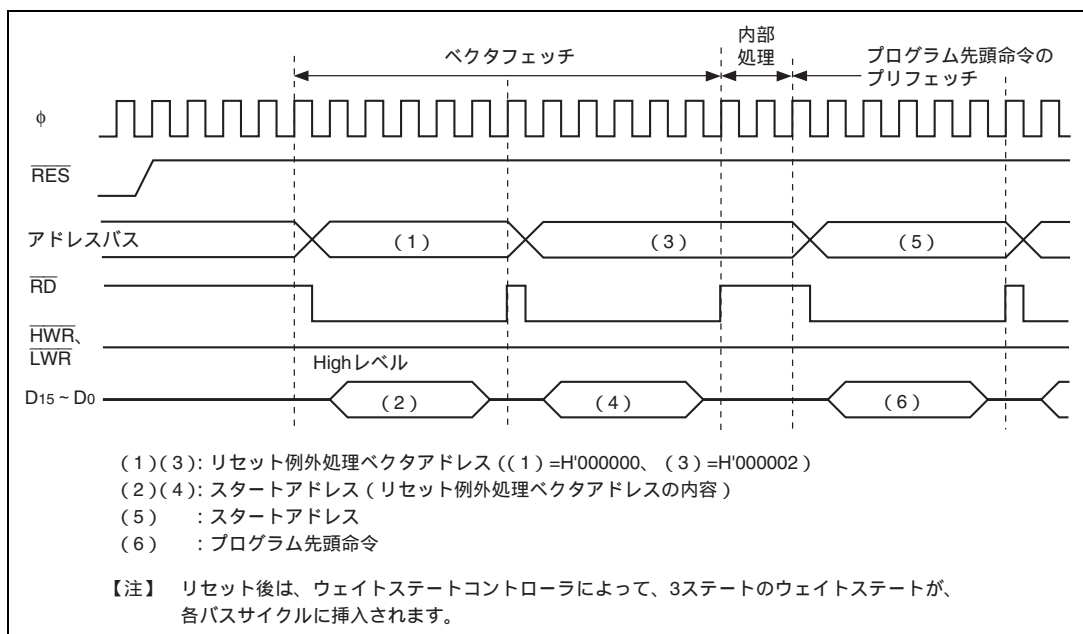 ベクタフェッチ
内部
処理
プログラム先頭命令の
プリフェッチ
φ
RES
アドレスバス
(1)
(3)
(5)
RD
HWR、
LWR
Highレベル
D15 ~ D0
(2)
(4)
(6)
(1)(3): リセット例外処理ベクタアドレス((1)=H'000000、(3)=H'000002)
(2)(4): スタートアドレス(リセット例外処理ベクタアドレスの内容)
(5) : スタートアドレス
(6) : プログラム先頭命令
【注】 リセット後は、ウェイトステートコントローラによって、3ステートのウェイトステートが、
各バスサイクルに挿入されます。